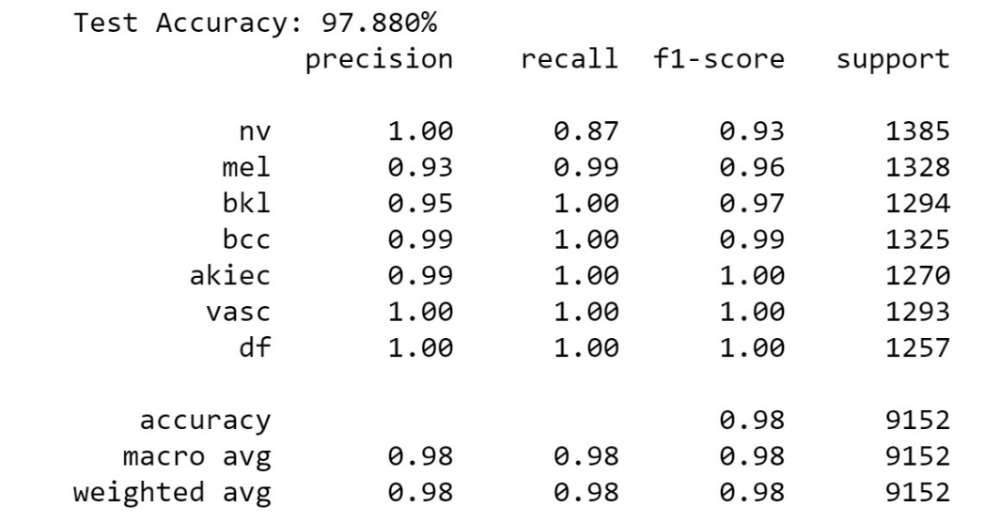 Test Accuracy: 97.880%
precision recall f1-score support
nv 1.00 0.87 0.93 1385
mel 0.93 0.99 0.96 1328
bkl 0.95 1.00 0.97 1294
bcc 0.99 1.00 0.99 1325
akiec 0.99 1.00 1.00 1270
vasc 1.00 1.00 1.00 1293
df 1.00 1.00 1.00 1257
accuracy 0.98 9152
macro avg 0.98 0.98 0.98 9152
weighted avg 0.98 0.98 0.98 9152